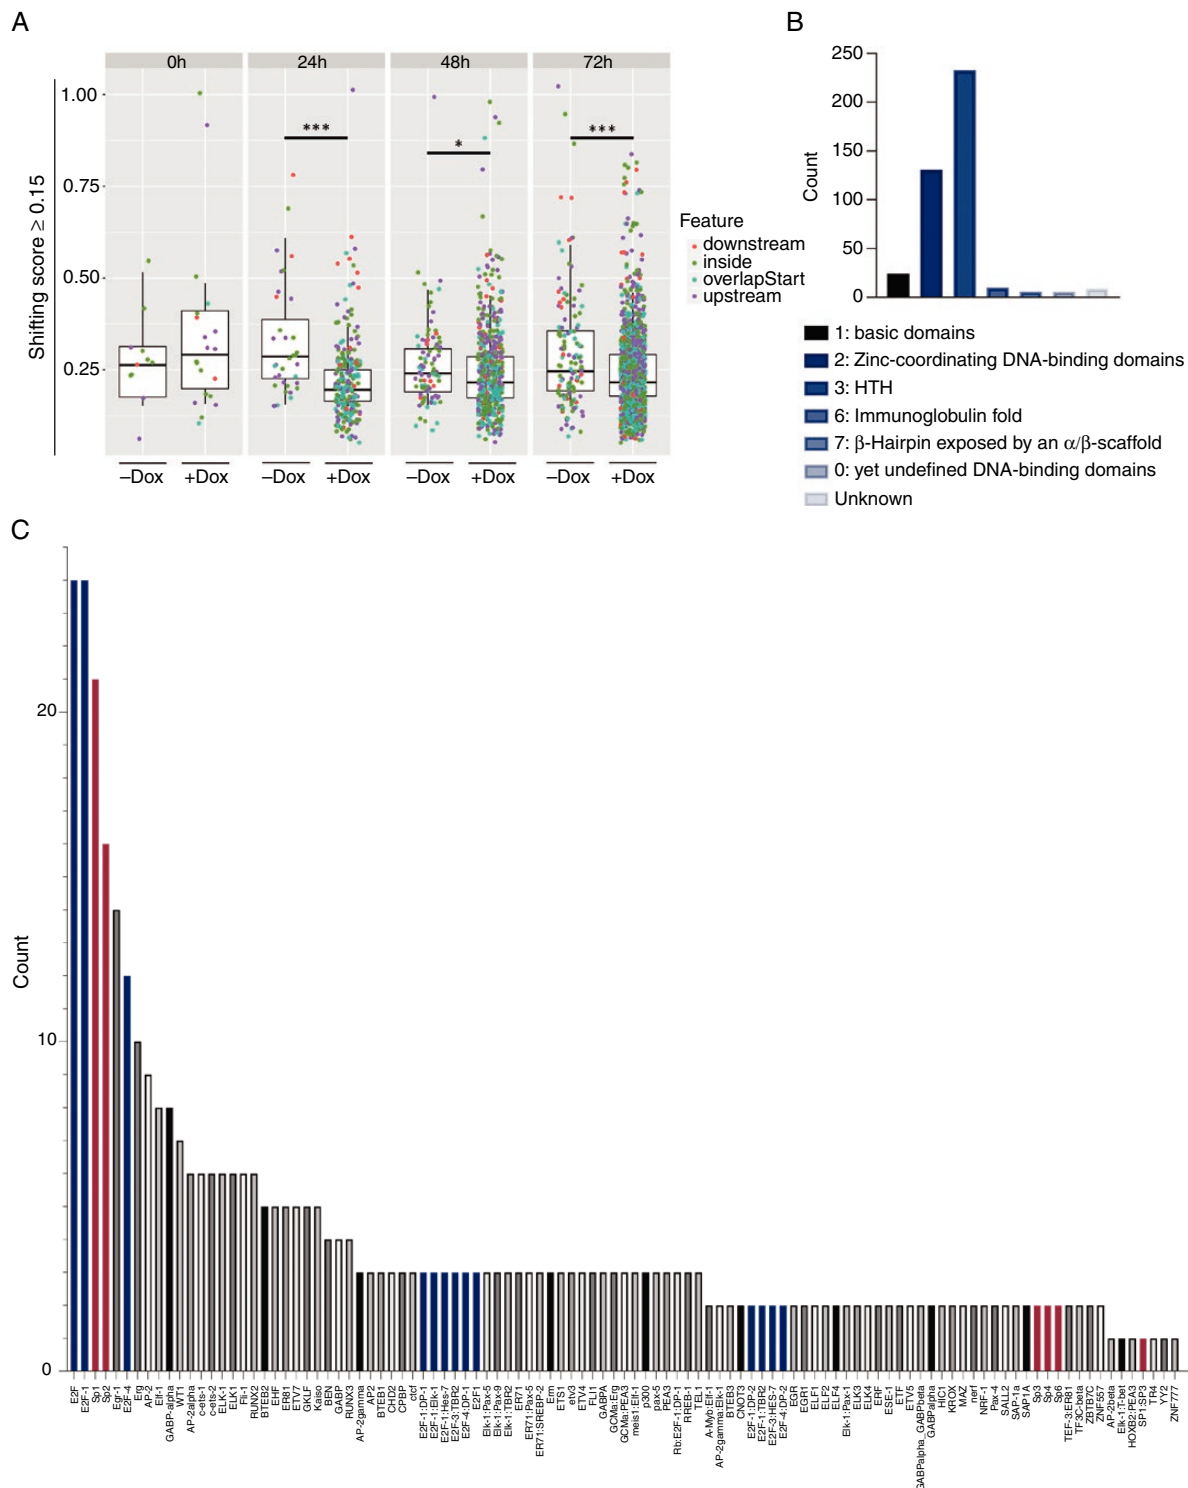 A
0h 24h 48h 72h
1.00
0.75
0.50
0.25
Shifting score ≥ 0.15
*** * ***
–Dox +Dox –Dox +Dox –Dox +Dox –Dox +Dox
Feature
downstream
inside
overlapStart
upstream
B
250
200
150
100
50
0
Count
1: basic domains
2: Zinc-coordinating DNA-binding domains
3: HTH
6: Immunoglobulin fold
7: β-Hairpin exposed by an α/β-scaffold
0: yet undefined DNA-binding domains
Unknown
C
20
10
0
Count
E2F
E2F-1
Sp1
Sp2
Egr-1
E2F-4
Erg
AP-2
Elf-1
GABP-alpha
WT1
AP-2alpha
c-ets-1
c-ets-2
ELK-1
ELK1
Fli-1
RUNX2
BTEB2
EHF
ER81
ETV7
GKLF
Kaiso
BEN
GABP
RUNX3
AP-2gamma
AP2
BTEB1
CHD2
CPBP
ctcf
E2F-1:DP-1
E2F-1:Elk-1
E2F-1:Hes-7
E2F-3:TBR2
E2F-4:DP-1
E2F1
Elk-1:Pax-5
Elk-1:Pax-9
Elk-1:TBR2
ER71
ER71:Pax-5
ER71:SREBP-2
Erm
ETS1
etv3
ETV4
FLI1
GABPA
GCMa:Erg
GCMa:PEA3
meis1:Elf-1
p300
pax-5
PEA3
Rb:E2F-1:DP-1
RREB-1
TEL1
A-Myb:Elf-1
AP-2gamma:Elk-1
BTEB3
CNOT3
E2F-1:DP-2
E2F-1:TBR2
E2F-3:HES-7
E2F-4:DP-2
EGR
EGR1
ELF1
ELF2
ELF4
Elk-1:Pax-1
ELK3
ELK4
ERF
ESE-1
ETF
ETV5
GABPalpha_GABPbeta
GABPalpha
HIC1
KROX
MAZ
nerf
NRF-1
Pax-4
SALL2
SAP-1a
SAP1A
Sp3
Sp4
Sp6
TEF-3:ER81
TF3C-beta
ZBTB7C
ZNF557
AP-2beta
Elk-1:T-bet
HOXB2:PEA3
SP1:SP3
TR4
YY2
ZNF777